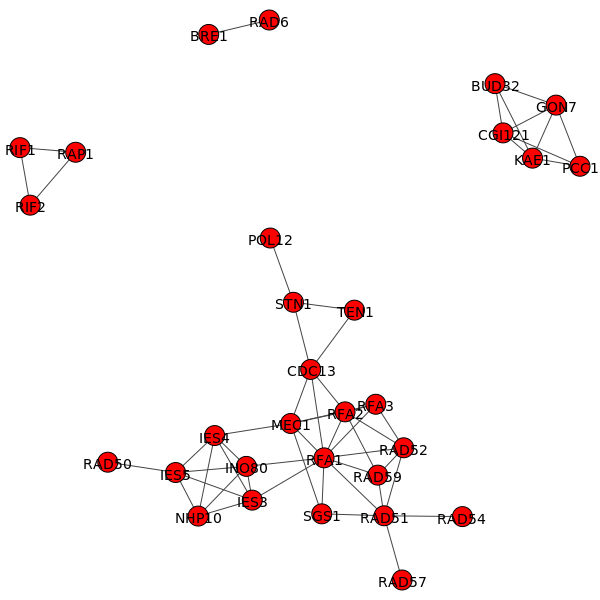 RAD6
BRE1
BUD32
GON7
CGI121
KAE1
PCC1
RIF1
RAP1
RIF2
POL12
STN1
TEN1
CDC13
RFA3
RFA2
MEC1
IES4
RAD52
RFA1
RAD50
INO80
IES5
RAD59
IES3
NHP10
SGS1
RAD51
RAD54
RAD57